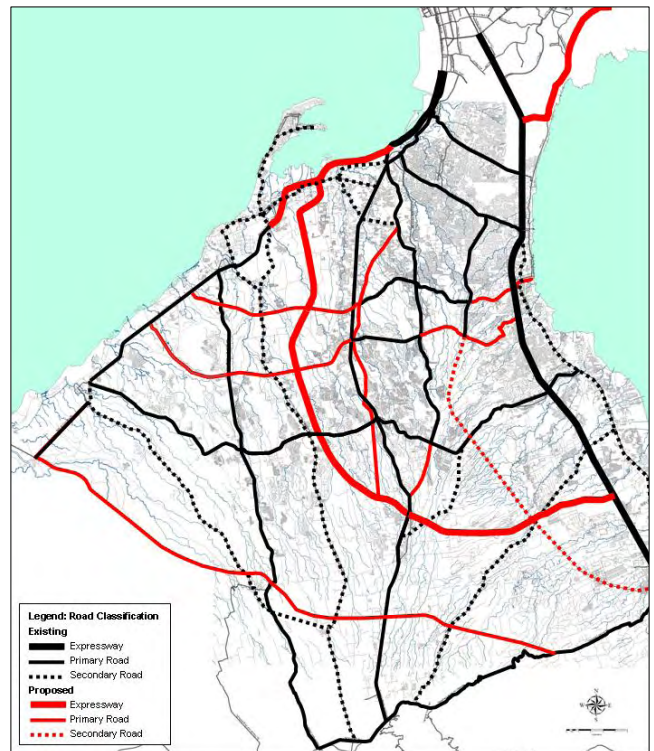 Legend: Road Classification
Existing
Expressway
Primary Road
Secondary Road
Proposed
Expressway
Primary Road
Secondary Road
N
W
E
S